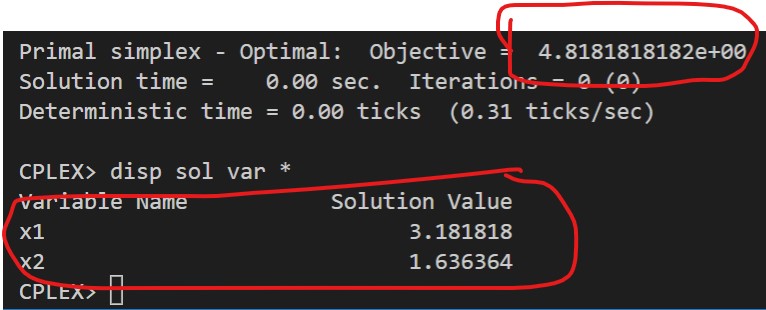 Primal simplex - Optimal:  Objective =  4.8181818182e+00
Solution time =    0.00 sec.  Iterations = 0 (0)
Deterministic time = 0.00 ticks  (0.31 ticks/sec)
CPLEX> disp sol var *
Variable Name           Solution Value
x1                            3.181818
x2                            1.636364
CPLEX>